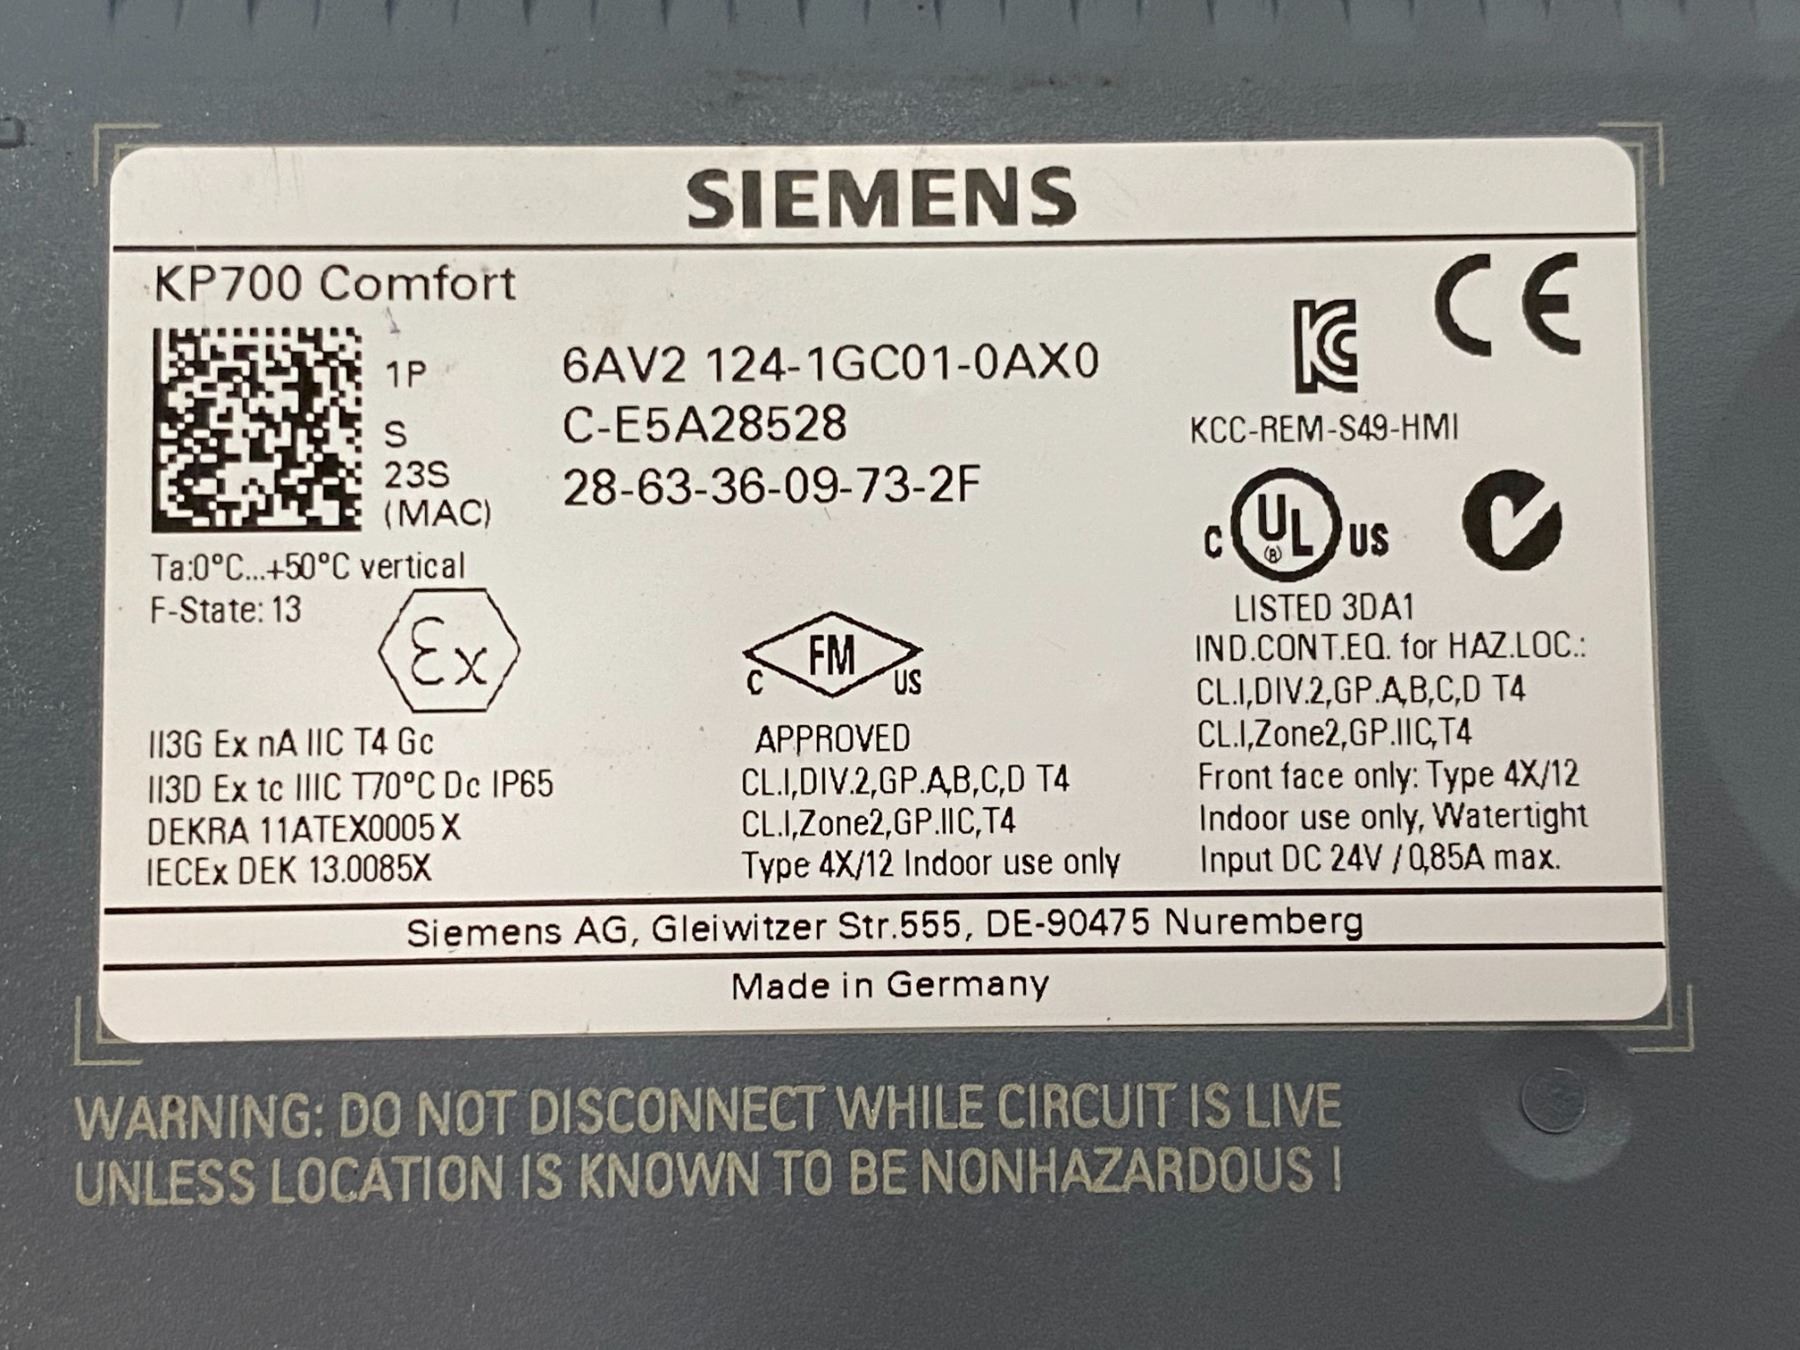 SIEMENS
KP700 Comfort
1P 6AV2 124-1GC01-0AX0
S C-E5A28528
23S 28-63-36-09-73-2F
(MAC)
Ta:0°C...+50°C vertical
F-State: 13
Ex
II3G Ex nA IIC T4 Gc
II3D Ex tc IIIC T70°C Dc IP65
DEKRA 11ATEX0005 X
IECEx DEK 13.0085X
FM
C US
APPROVED
CL.I,DIV.2,GP.A,B,C,D T4
CL.I,Zone2,GP.IIC,T4
Type 4X/12 Indoor use only
CE
KC
KCC-REM-S49-HMI
C UL ® US
LISTED 3DA1
IND.CONT.EQ. for HAZ.LOC.:
CL.I,DIV.2,GP.A,B,C,D T4
CL.I,Zone2,GP.IIC,T4
Front face only: Type 4X/12
Indoor use only, Watertight
Input DC 24V / 0,85A max.
Siemens AG, Gleiwitzer Str.555, DE-90475 Nuremberg
Made in Germany
WARNING: DO NOT DISCONNECT WHILE CIRCUIT IS LIVE
UNLESS LOCATION IS KNOWN TO BE NONHAZARDOUS !